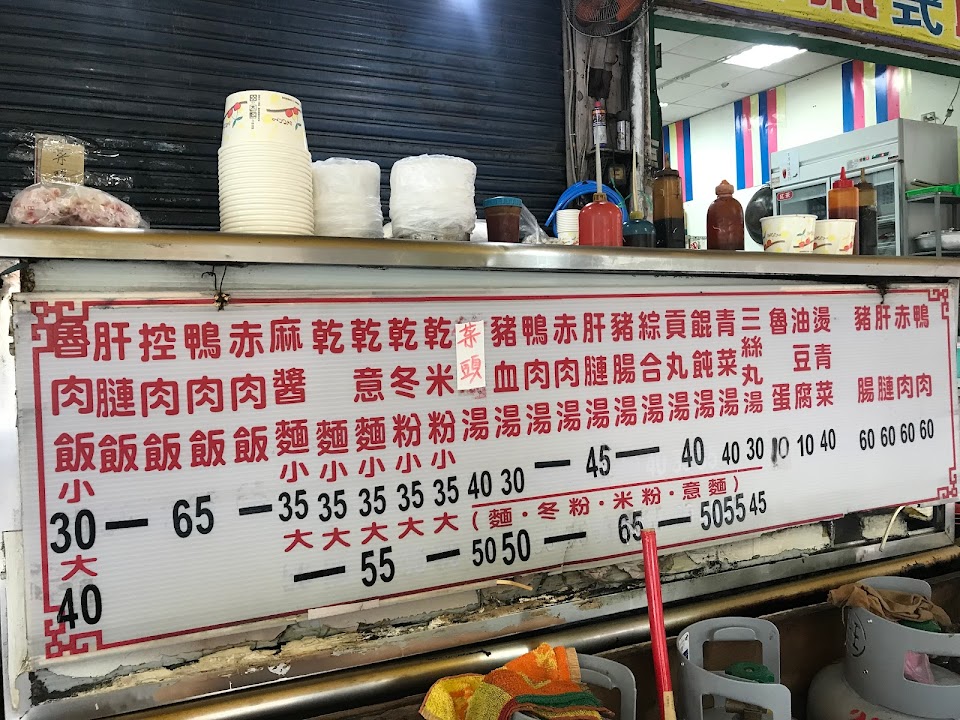 式
魯肉飯
肝連飯
控肉飯
鴨肉飯
赤肉飯
麻醬麵
乾麵
乾意麵
乾冬粉
乾米粉
菜頭湯
豬血湯
鴨肉湯
赤肉湯
肝連湯
豬腸湯
綜合湯
貢丸湯
餛飩湯
青菜湯
三絲丸湯
魯蛋
油豆腐
燙青菜
豬腸
肝連
赤肉
鴨肉
小 小 小 小 小 小
30 — 65 — 35 35 35 35 35 40 30 — 45 — 40 40 30 10 10 40 60 60 60 60
大 大 大 大 大 大 (麵·冬粉·米粉·意麵)
40 — 55 — 50 50 — 65 — 50 55 45